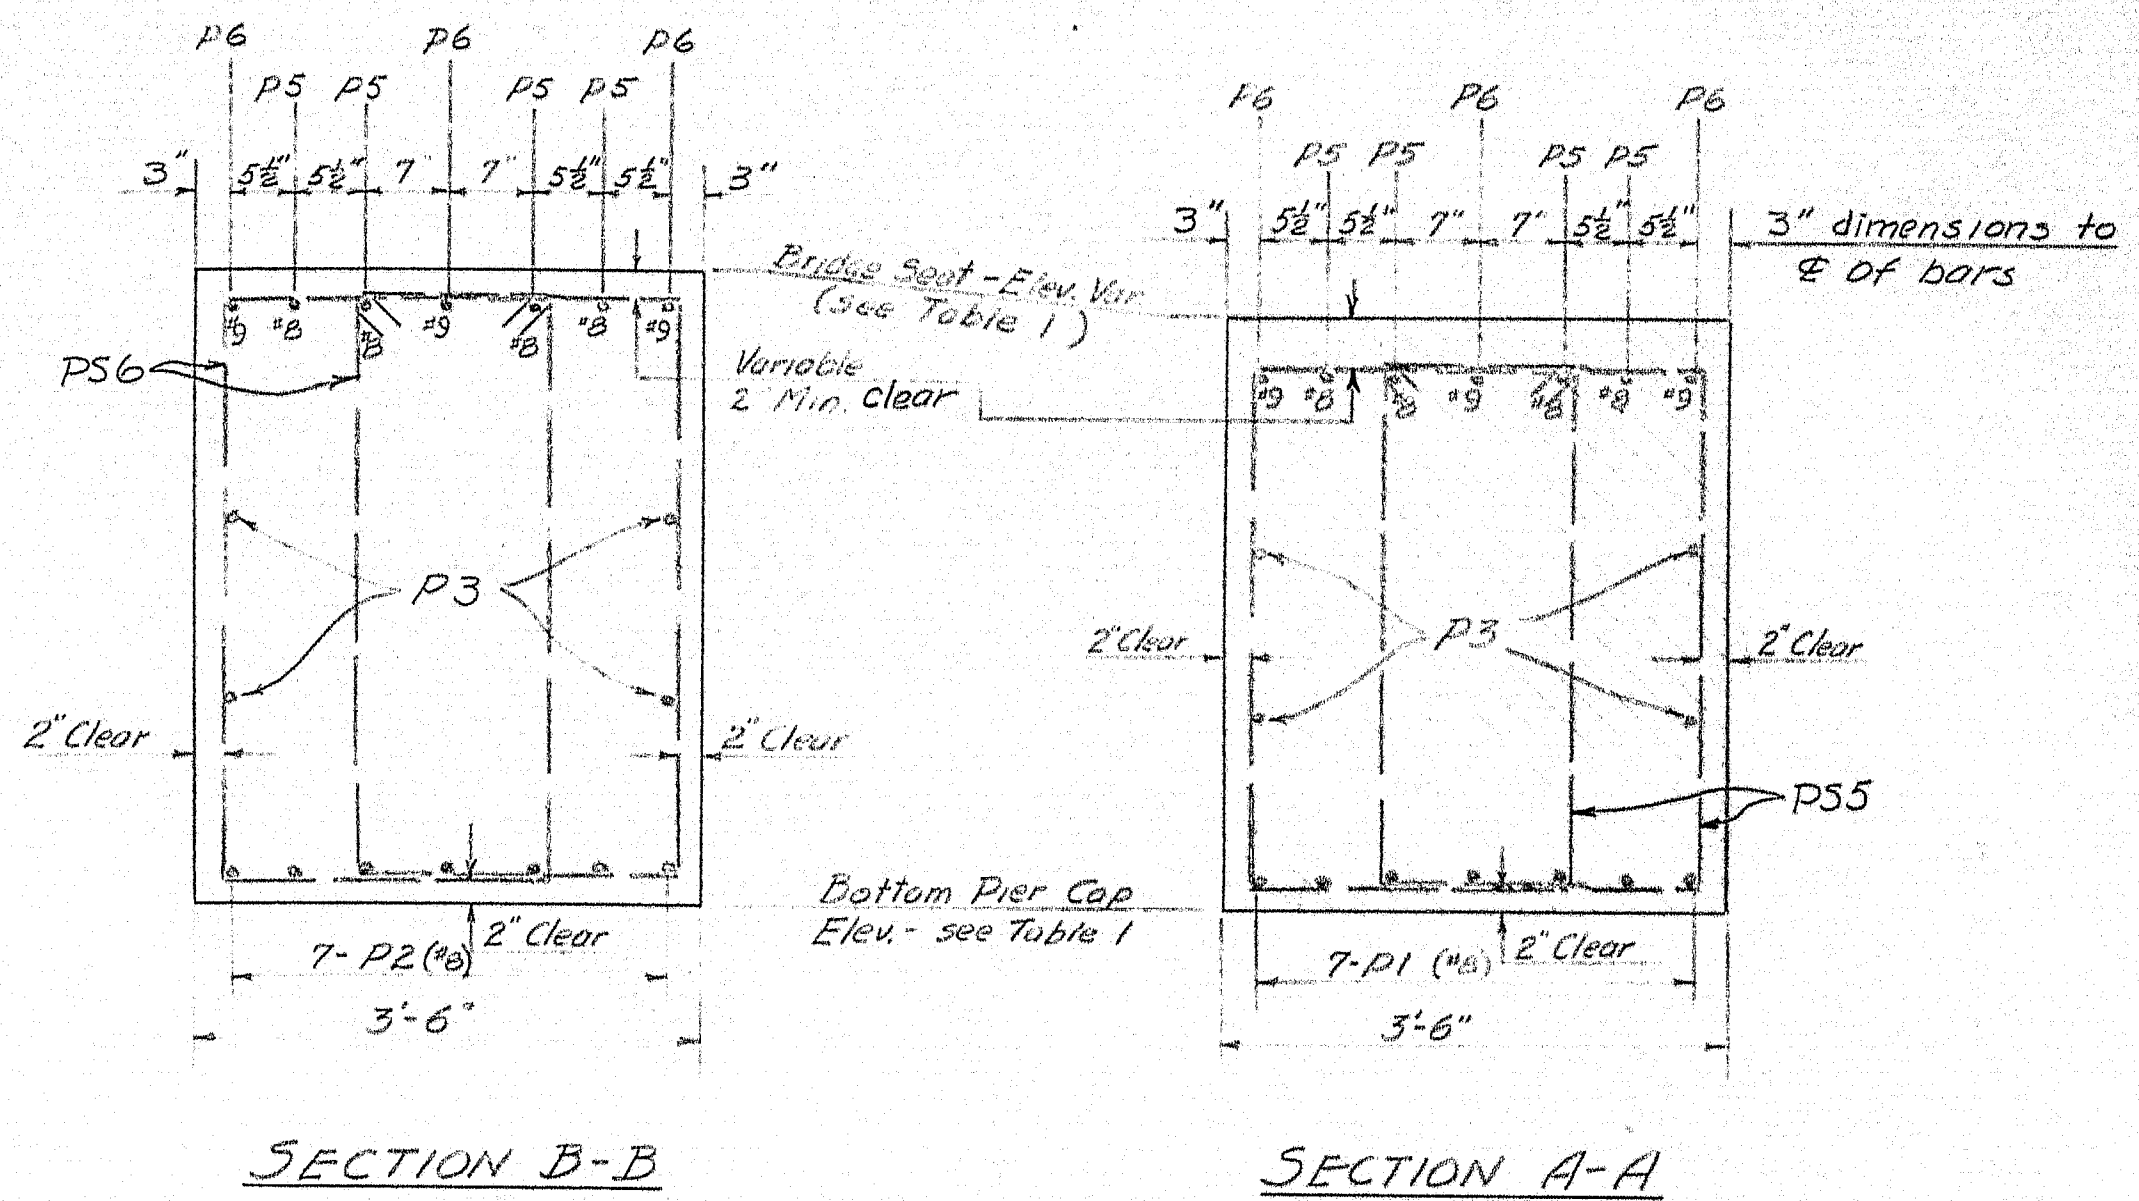 P6 P6 P6
P5 P5 P5 P5
3" 5½" 5½" 7" 7" 5½" 5½" 3"
#9 #8 #8 #9 #8 #8 #9
PS6
P3
2" Clear
2" Clear
2" Clear
7-P2 (#8)
3'-6"
SECTION B-B
Bridge Seat-Elev. Var
(see Table 1)
Variable
2" Min. clear
Bottom Pier Cap
Elev.- see Table 1
P6 P6 P6
P5 P5 P5 P5
3" 5½" 5½" 7" 7" 5½" 5½" 3" dimensions to
℄ of bars
#9 #8 #8 #9 #8 #8 #9
P3
2" Clear
2" Clear
PS5
2" Clear
7-P1 (#8)
3'-6"
SECTION A-A